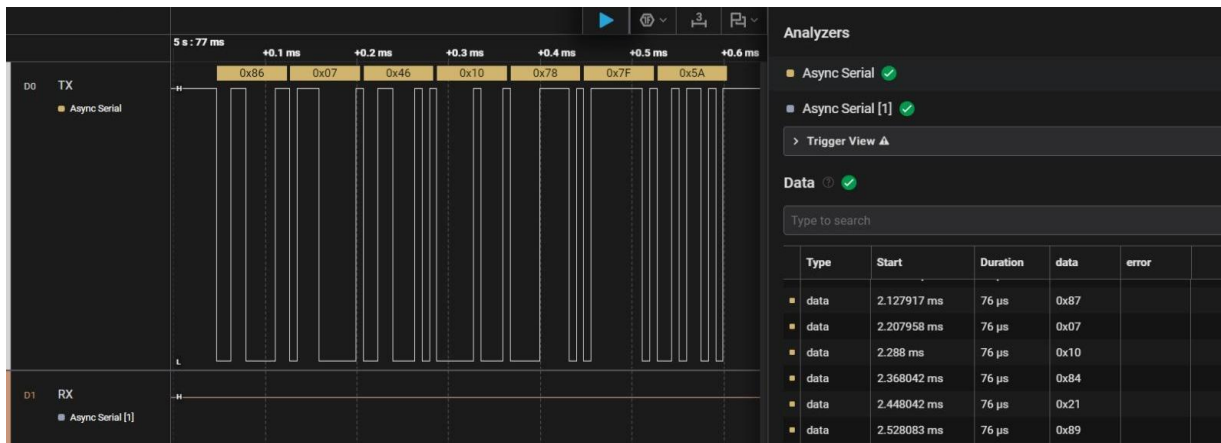 5 s : 77 ms
+0.1 ms +0.2 ms +0.3 ms +0.4 ms +0.5 ms +0.6 ms
0x86 0x07 0x46 0x10 0x78 0x7F 0x5A
D0 TX H
Async Serial
L
D1 RX H
Async Serial [1]
1F 3
Analyzers
Async Serial
Async Serial [1]
> Trigger View
Data
Type to search
Type Start Duration data error
data 2.127917 ms 76 µs 0x87
data 2.207958 ms 76 µs 0x07
data 2.288 ms 76 µs 0x10
data 2.368042 ms 76 µs 0x84
data 2.448042 ms 76 µs 0x21
data 2.528083 ms 76 µs 0x89